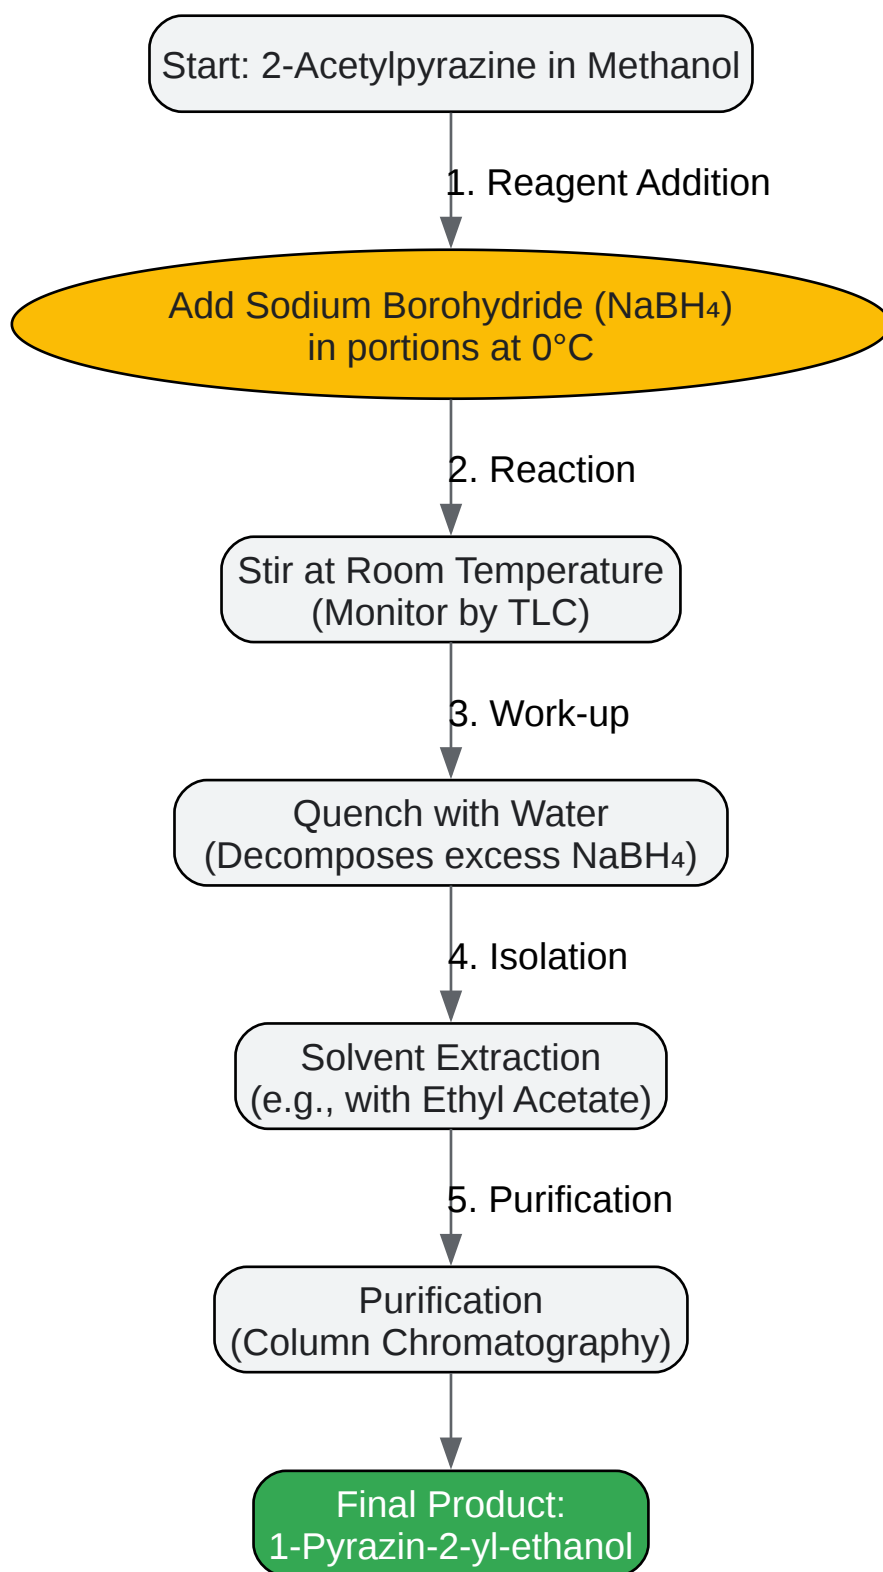 Start: 2-Acetylpyrazine in Methanol
1. Reagent Addition
Add Sodium Borohydride (NaBH₄)
in portions at 0°C
2. Reaction
Stir at Room Temperature
(Monitor by TLC)
3. Work-up
Quench with Water
(Decomposes excess NaBH₄)
4. Isolation
Solvent Extraction
(e.g., with Ethyl Acetate)
5. Purification
Purification
(Column Chromatography)
Final Product:
1-Pyrazin-2-yl-ethanol